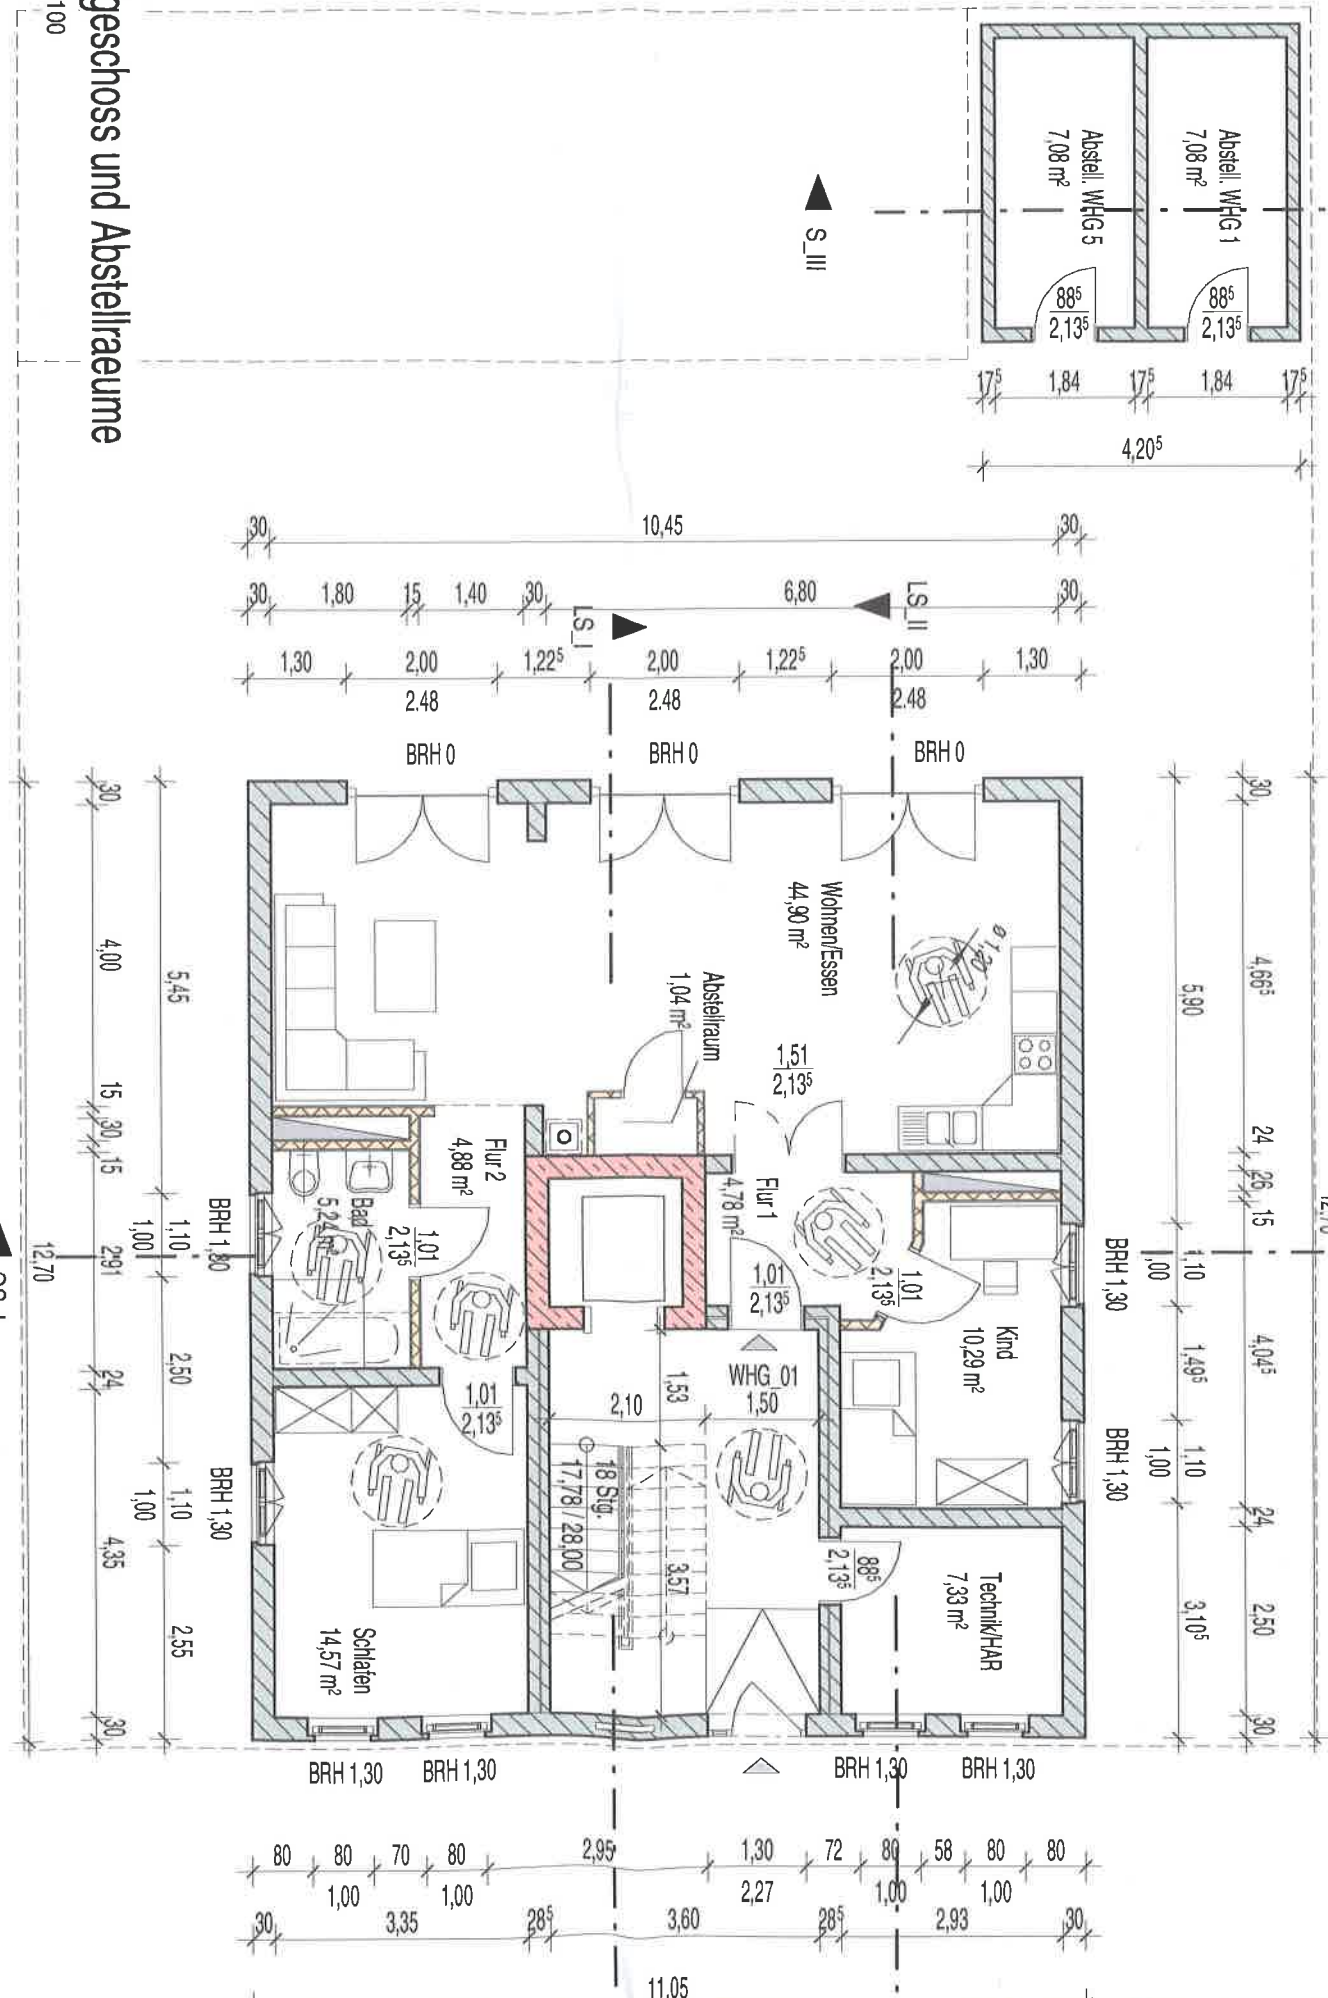 geschoss und Abstellraeume
100
Abstell. WHG 1
7,08 m²
Abstell. WHG 5
7,08 m²
88⁵
2,13⁵
88⁵
2,13⁵
S_III
17⁵ 1,84 17⁵ 1,84 17⁵
4,20⁵
30 10,45 30
30 1,80 15 1,40 30 6,80 30
LS_I
LS_II
1,30 2,00 1,22⁵ 2,00 1,22⁵ 2,00 1,30
2.48 2.48 2.48
BRH 0 BRH 0 BRH 0
Wohnen/Essen
44,90 m²
ø 1,20
Abstellraum
1,04 m²
1,51
2,13⁵
Flur 2
4,88 m²
Flur 1
4,78 m²
Bad
5,24 m²
1,01
2,13⁵
1,01
2,13⁵
1,01
2,13⁵
Kind
10,29 m²
WHG_01
1,50
1,53
2,10
1,01
2,13⁵
18 Stg.
17,78 / 28,00
3,57
88⁵
2,13⁵
Technik/HAR
7,33 m²
Schlafen
14,57 m²
BRH 1,80
BRH 1,30
BRH 1,30
BRH 1,30
30 4,00 15 30 15 2,91 24 4,35 30
5,45 1,10 2,50 1,10 2,55
1,00 1,00
12,70
5,90 1,10 1,49⁵ 1,10 3,10⁵
1,00 1,00
30 4,66⁵ 24 26 15 4,04⁵ 24 2,50 30
12,70
BRH 1,30 BRH 1,30 BRH 1,30 BRH 1,30
80 80 70 80 2,95 1,30 72 80 58 80 80
1,00 1,00 2,27 1,00 1,00
30 3,35 28⁵ 3,60 28⁵ 2,93 30
11,05